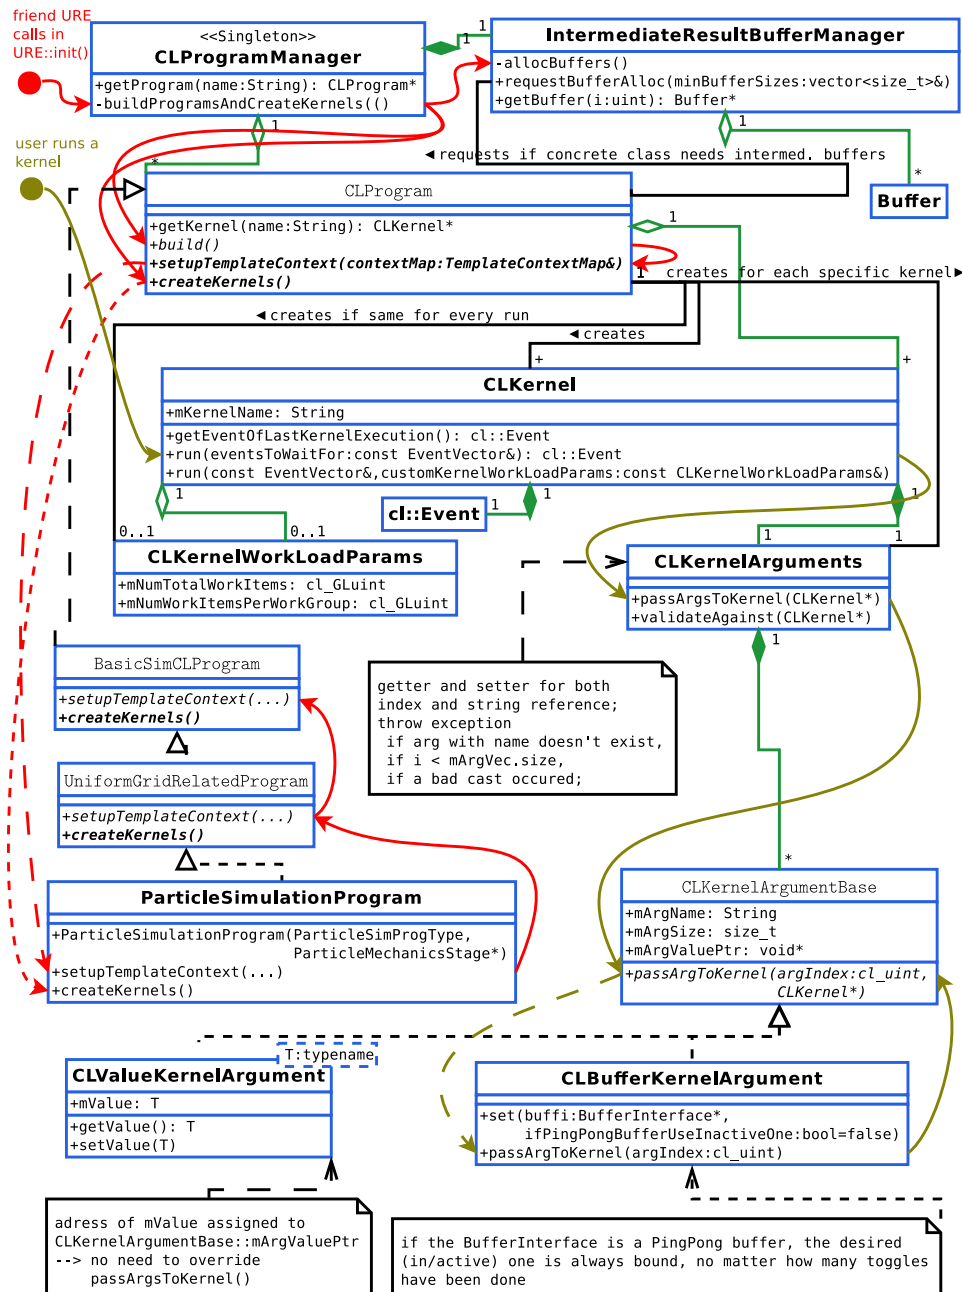 friend URE
calls in
URE::init()
<<Singleton>>
CLProgramManager
+getProgram(name:String): CLProgram*
-buildProgramsAndCreateKernels(()
1
1
IntermediateResultBufferManager
-allocBuffers()
+requestBufferAlloc(minBufferSizes:vector<size_t>&)
+getBuffer(i:uint): Buffer*
1
1
user runs a
kernel
*
◄ requests if concrete class needs intermed. buffers
*
Buffer
CLProgram
+getKernel(name:String): CLKernel*
+build()
+setupTemplateContext(contextMap:TemplateContextMap&)
+createKernels()
1
1
creates for each specific kernel►
◄ creates if same for every run
◄ creates
+
+
CLKernel
+mKernelName: String
+getEventOfLastKernelExecution(): cl::Event
+run(eventsToWaitFor:const EventVector&): cl::Event
+run(const EventVector&,customKernelWorkLoadParams:const CLKernelWorkLoadParams&)
1
1
1
cl::Event
1
0..1
0..1
1
1
CLKernelWorkLoadParams
+mNumTotalWorkItems: cl_GLuint
+mNumWorkItemsPerWorkGroup: cl_GLuint
CLKernelArguments
+passArgsToKernel(CLKernel*)
+validateAgainst(CLKernel*)
1
BasicSimCLProgram
+setupTemplateContext(...)
+createKernels()
getter and setter for both
index and string reference;
throw exception
if arg with name doesn't exist,
if i < mArgVec.size,
if a bad cast occured;
UniformGridRelatedProgram
+setupTemplateContext(...)
+createKernels()
*
ParticleSimulationProgram
+ParticleSimulationProgram(ParticleSimProgType,
ParticleMechanicsStage*)
+setupTemplateContext(...)
+createKernels()
CLKernelArgumentBase
+mArgName: String
+mArgSize: size_t
+mArgValuePtr: void*
+passArgToKernel(argIndex:cl_uint,
CLKernel*)
T:typename
CLValueKernelArgument
+mValue: T
+getValue(): T
+setValue(T)
CLBufferKernelArgument
+set(buffi:BufferInterface*,
ifPingPongBufferUseInactiveOne:bool=false)
+passArgToKernel(argIndex:cl_uint)
adress of mValue assigned to
CLKernelArgumentBase::mArgValuePtr
--> no need to override
passArgsToKernel()
if the BufferInterface is a PingPong buffer, the desired
(in/active) one is always bound, no matter how many toggles
have been done